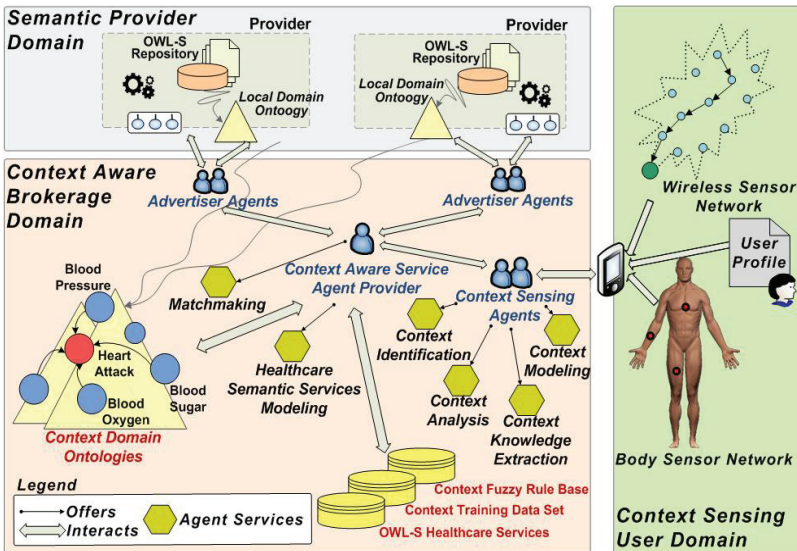 Semantic Provider
Domain
Provider
OWL-S
Repository
Local Domain
Ontoogy
Provider
OWL-S
Repository
Local Domain
Ontoogy
Context Aware
Brokerage
Domain
Advertiser Agents
Advertiser Agents
Context Aware Service
Agent Provider
Matchmaking
Healthcare
Semantic Services
Modeling
Context Sensing
Agents
Context
Identification
Context
Modeling
Context
Analysis
Context
Knowledge
Extraction
Blood
Pressure
Heart
Attack
Blood
Sugar
Blood
Oxygen
Context Domain
Ontologies
Context Fuzzy Rule Base
Context Training Data Set
OWL-S Healthcare Services
Legend
Offers
Interacts
Agent Services
Wireless Sensor
Network
User
Profile
Body Sensor Network
Context Sensing
User Domain